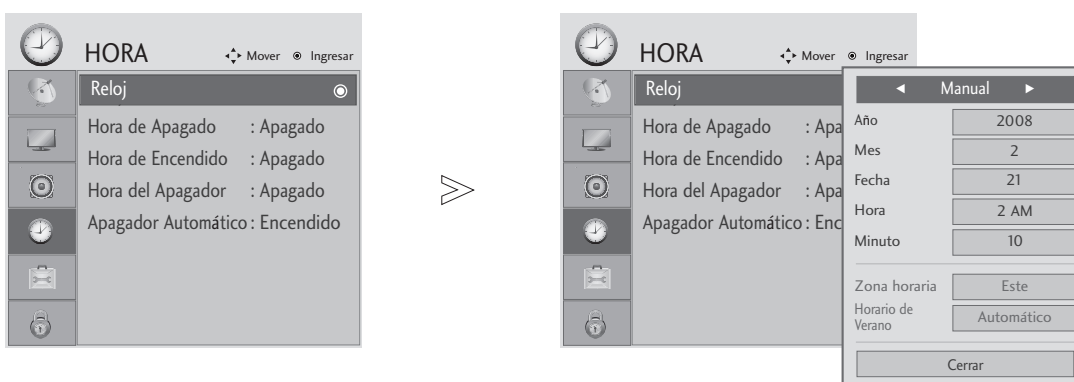 HORA
Mover Ingresar
Reloj
Hora de Apagado : Apagado
Hora de Encendido : Apagado
Hora del Apagador : Apagado
Apagador Automático : Encendido
HORA
Mover Ingresar
Reloj
Hora de Apagado : Apa
Hora de Encendido : Apa
Hora del Apagador : Apa
Apagador Automático : Enc
◄ Manual ►
Año 2008
Mes 2
Fecha 21
Hora 2 AM
Minuto 10
Zona horaria Este
Horario de
Verano Automático
Cerrar